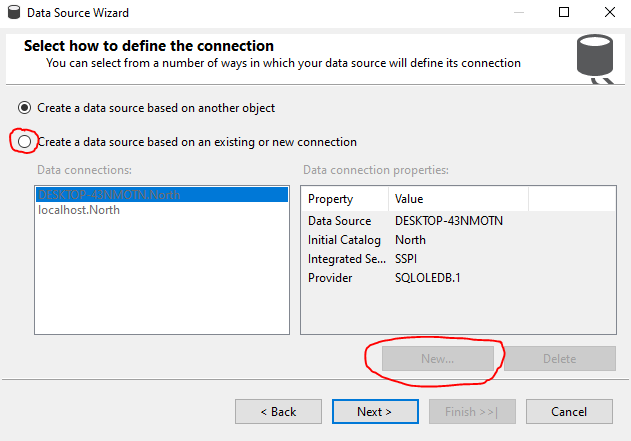 Data Source Wizard
Select how to define the connection
You can select from a number of ways in which your data source will define its connection
Create a data source based on another object
Create a data source based on an existing or new connection
Data connections:
Data connection properties:
DESKTOP-43NMOTN.North
localhost.North
Property Value
Data Source DESKTOP-43NMOTN
Initial Catalog North
Integrated Se... SSPI
Provider SQLOLEDB.1
New... Delete
< Back Next > Finish >>| Cancel